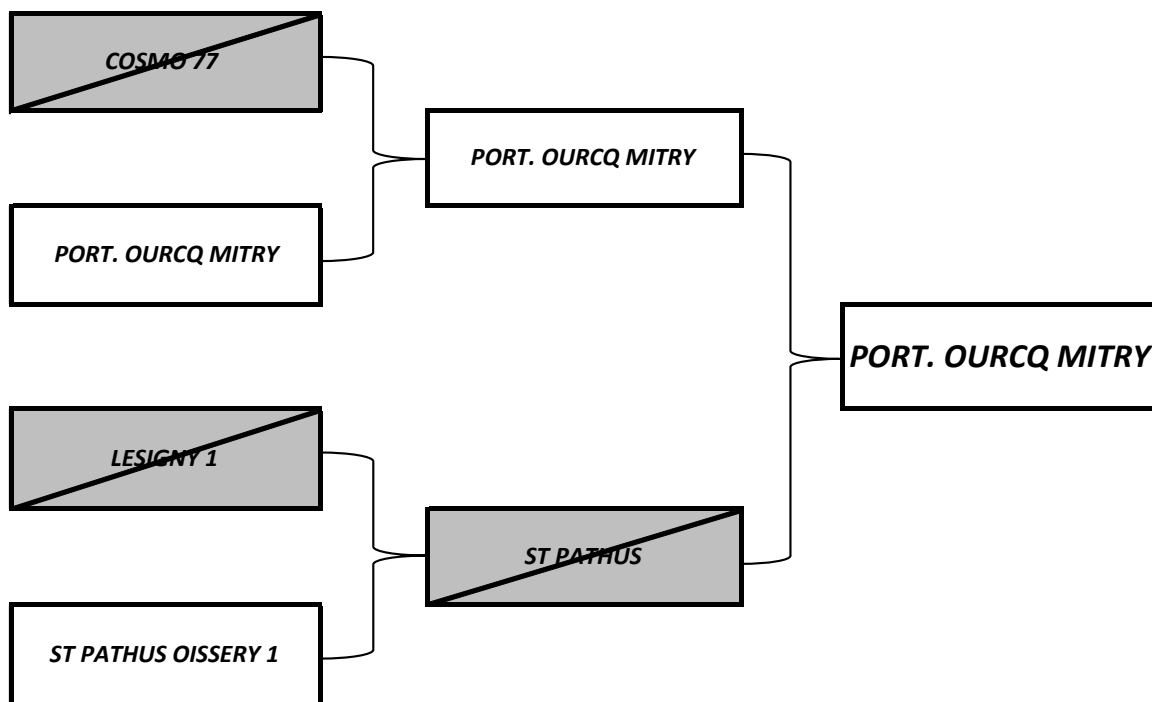 COSMO 77
PORT. OURCQ MITRY
PORT. OURCQ MITRY
PORT. OURCQ MITRY
LESIGNY 1
ST PATHUS
ST PATHUS OISSERY 1